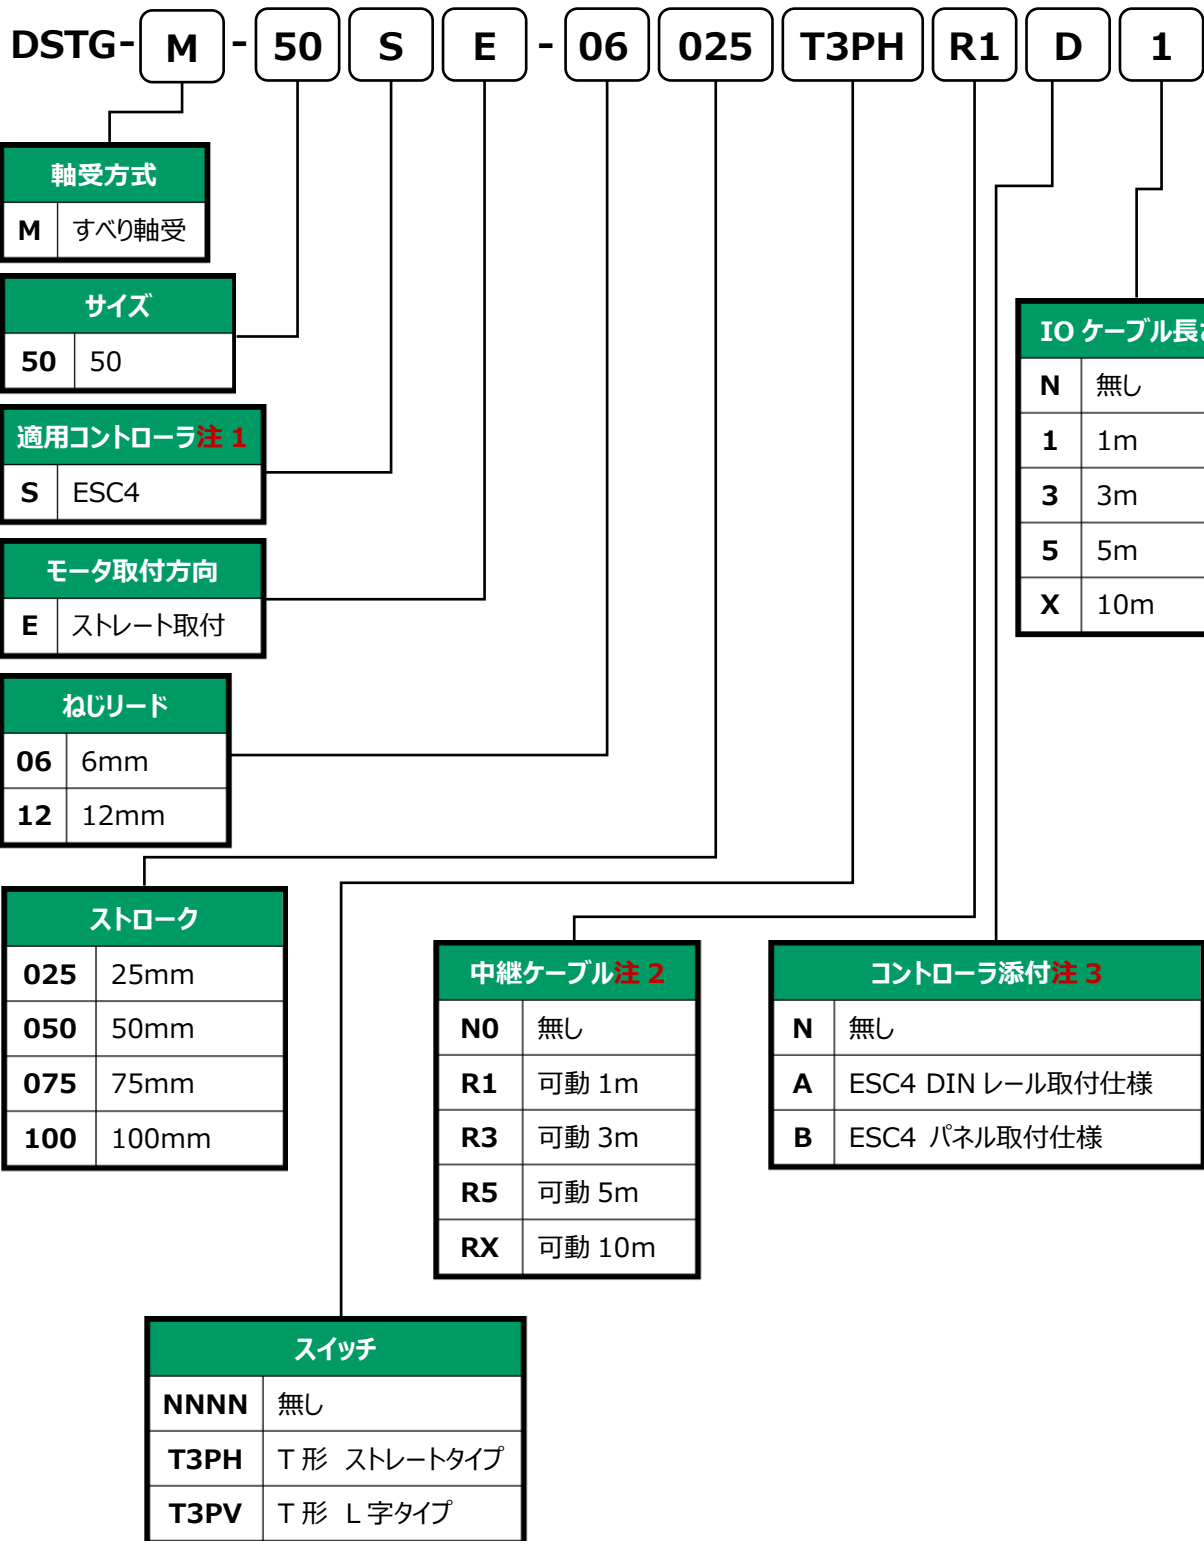 DSTG- M - 50 S E - 06 025 T3PH R1 D 1
軸受方式
M すべり軸受
サイズ
50 50
適用コントローラ注 1
S ESC4
モータ取付方向
E ストレート取付
ねじリード
06 6mm
12 12mm
ストローク
025 25mm
050 50mm
075 75mm
100 100mm
スイッチ
NNNN 無し
T3PH T 形 ストレートタイプ
T3PV T 形 L 字タイプ
中継ケーブル注 2
N0 無し
R1 可動 1m
R3 可動 3m
R5 可動 5m
RX 可動 10m
コントローラ添付注 3
N 無し
A ESC4 DIN レール取付仕様
B ESC4 パネル取付仕様
IO ケーブル長さ
N 無し
1 1m
3 3m
5 5m
X 10m